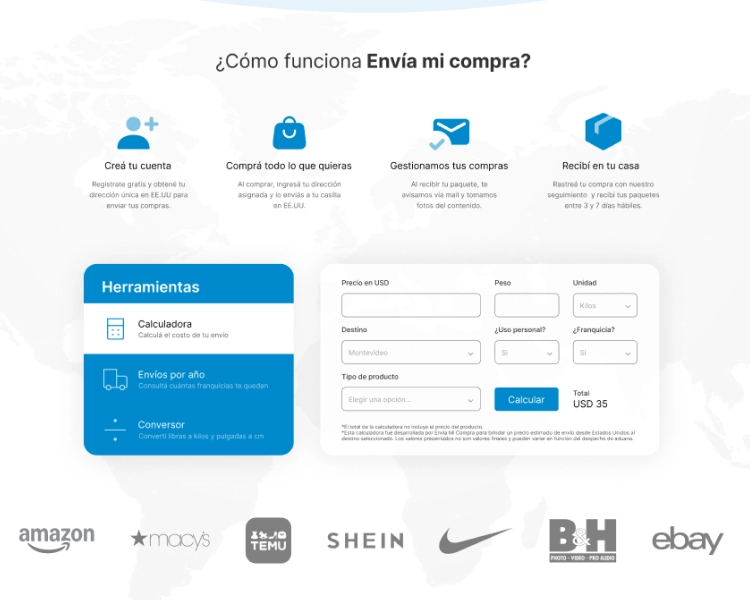 ¿Cómo funciona Envía mi compra?
Creá tu cuenta
Registrate gratis y obtené tu
dirección única en EE.UU para
enviar tus compras.
Comprá todo lo que quieras
Al comprar, ingresá tu dirección
asignada y lo enviás a tu casilla
en EE.UU.
Gestionamos tus compras
Al recibir tu paquete, te
avisamos vía mail y tomamos
fotos del contenido.
Recibí en tu casa
Rastreá tu compra con nuestro
seguimiento y recibí tus paquetes
entre 3 y 7 días hábiles.
Herramientas
Calculadora
Calculá el costo de tu envío
Envíos por año
Consultá cuántas franquicias te quedan
Conversor
Convertí libras a kilos y pulgadas a cm
Precio en USD
Peso
Unidad
Kilos
Destino
¿Uso personal?
¿Franquicia?
Montevideo
Si
Si
Tipo de producto
Elegir una opción...
Calcular
Total
USD 35
*El total de la calculadora no incluye el precio del producto.
*Esta calculadora fue desarrollada por Envía Mi Compra para brindar un precio estimado de envío desde Estados Unidos al
destino seleccionado. Los valores presentados no son valores finales y pueden variar en función del despacho de aduana.
amazon
macy's
TEMU
SHEIN
B&H
PHOTO - VIDEO - PRO AUDIO
ebay